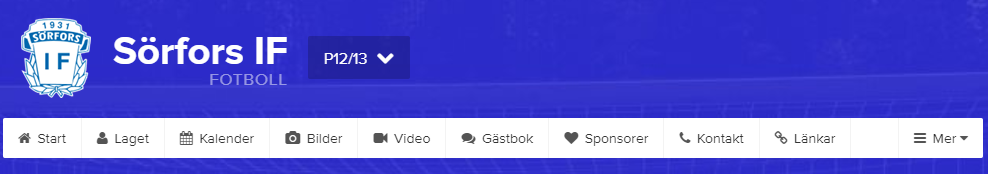 1931
SÖRFORS
IF
Sörfors IF
FOTBOLL
P12/13
Start Laget Kalender Bilder Video Gästbok Sponsorer Kontakt Länkar Mer